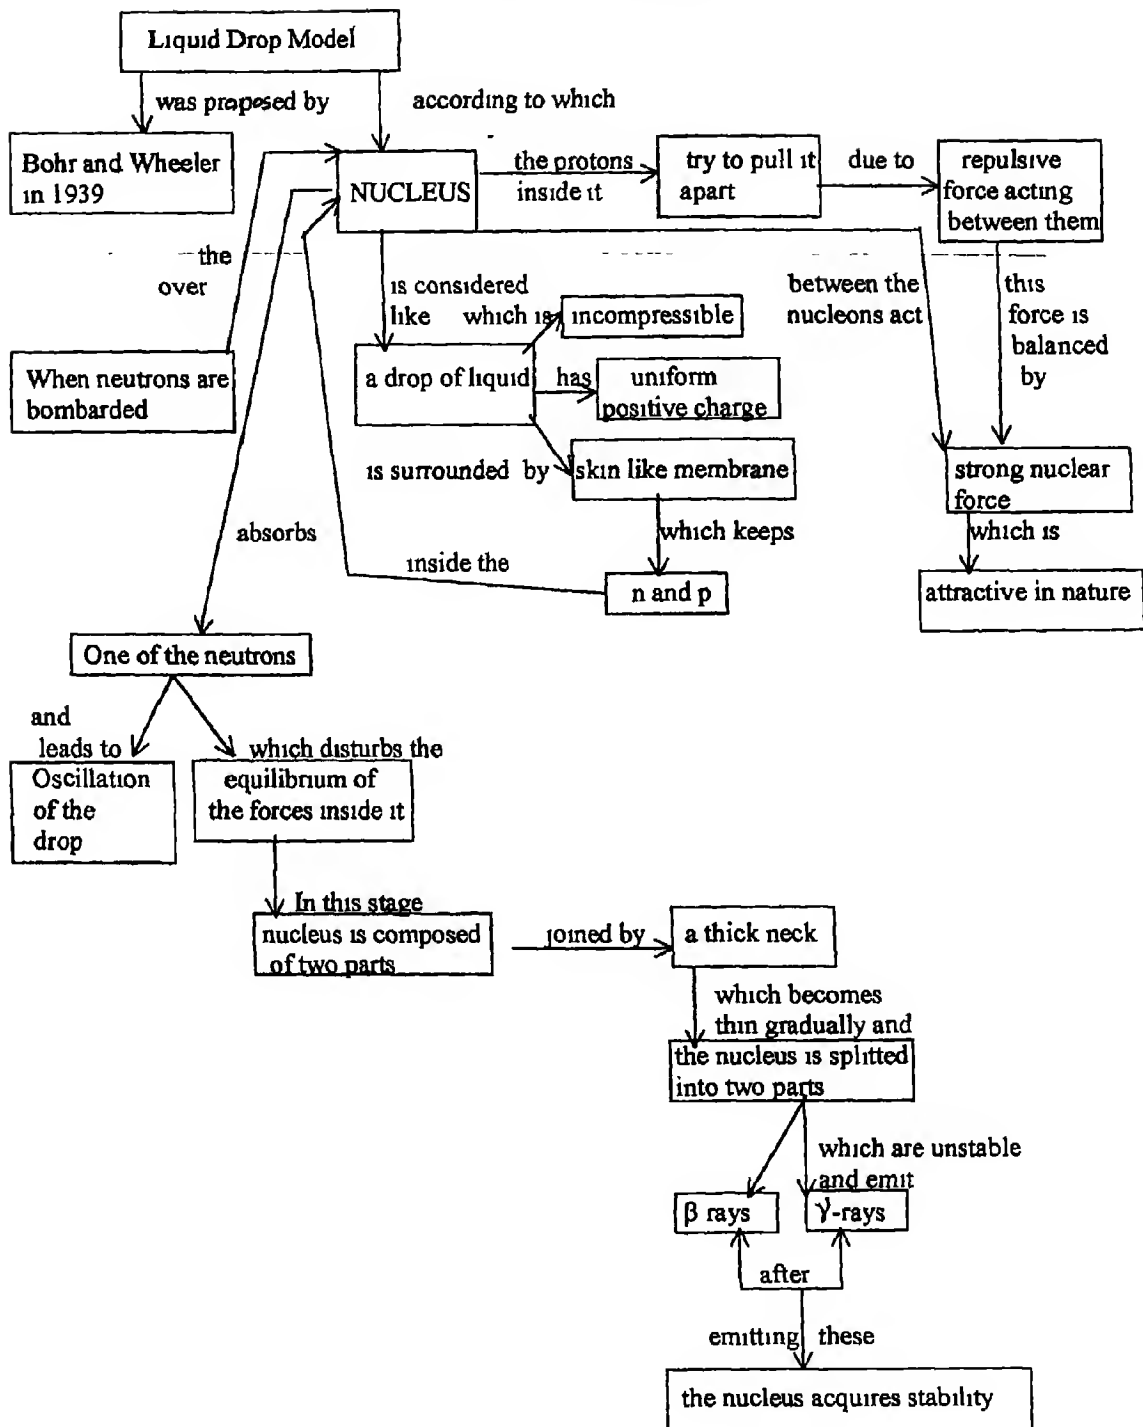 Liquid Drop Model
was proposed by
according to which
Bohr and Wheeler
in 1939
NUCLEUS
the protons
inside it
try to pull it
apart
due to
repulsive
force acting
between them
the
over
is considered
like which is
incompressible
between the
nucleons act
this
force is
balanced
by
When neutrons are
bombarded
a drop of liquid
has
uniform
positive charge
is surrounded by
skin like membrane
strong nuclear
force
absorbs
inside the
which keeps
which is
n and p
attractive in nature
One of the neutrons
and
leads to
which disturbs the
Oscillation
of the
drop
equilibrium of
the forces inside it
In this stage
nucleus is composed
of two parts
joined by
a thick neck
which becomes
thin gradually and
the nucleus is splitted
into two parts
which are unstable
and emit
β rays
γ-rays
after
emitting these
the nucleus acquires stability